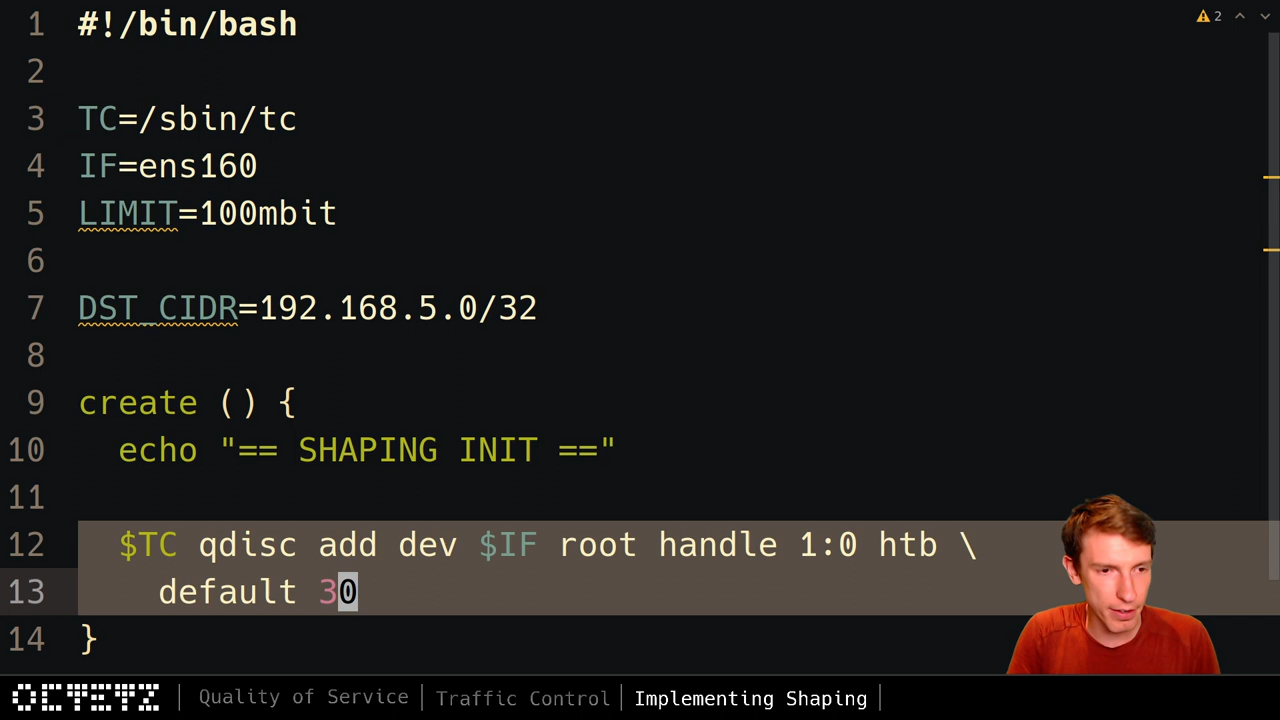 1 #!/bin/bash
2
3 TC=/sbin/tc
4 IF=ens160
5 LIMIT=100mbit
6
7 DST_CIDR=192.168.5.0/32
8
9 create () {
10   echo "== SHAPING INIT =="
11
12   $TC qdisc add dev $IF root handle 1:0 htb \
13     default 30
14 }
2
OCTETZ | Quality of Service | Traffic Control | Implementing Shaping |